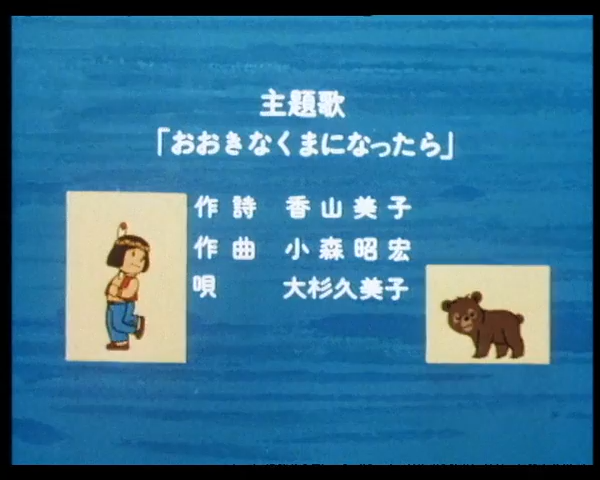 主題歌
「おおきなくまになったら」
作詩 香山美子
作曲 小森昭宏
唄 大杉久美子